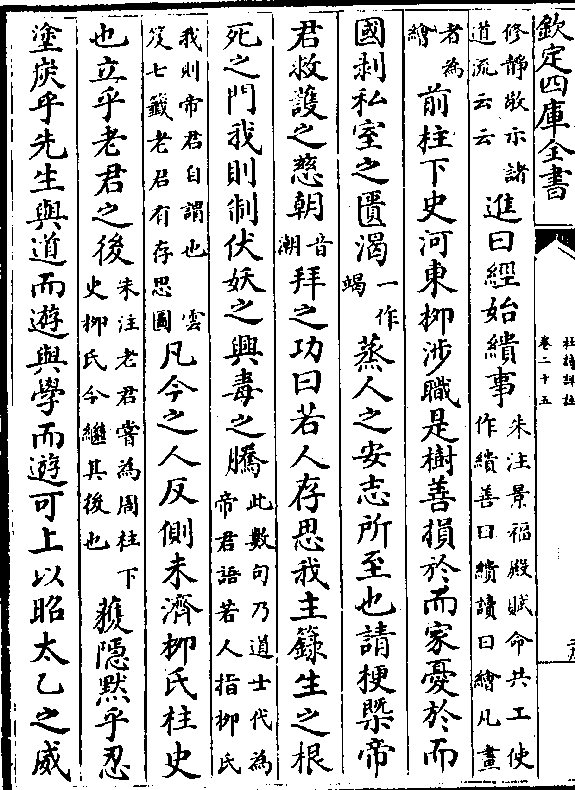 欽定四庫全書
杜詩詳註
卷二十五
修靜敬示諸
道流云云
進曰經始繢事
朱注景福殿賦命共工使
作繢善曰繢讀曰繪凡畫
者為
繪
前柱下史河東柳涉職是樹善損於而家憂於而
國剥私室之匱渴
一作
竭
蒸人之安志所至也請梗槩帝
君救護之慈朝
音
潮
拜之功曰若人存思我主籙生之根
死之門我則制伏妖之興毒之騰
此數句乃道士代為
帝君語若人指柳氏
我則帝君自謂也 雲
笈七籖老君有存思圖
凡今之人反側未濟柳氏柱史
也立乎老君之後
朱注老君嘗為周柱下
史柳氏今繼其後也
獲隱默乎忍
塗炭乎先生與道而遊與學而遊可上以昭太乙之威